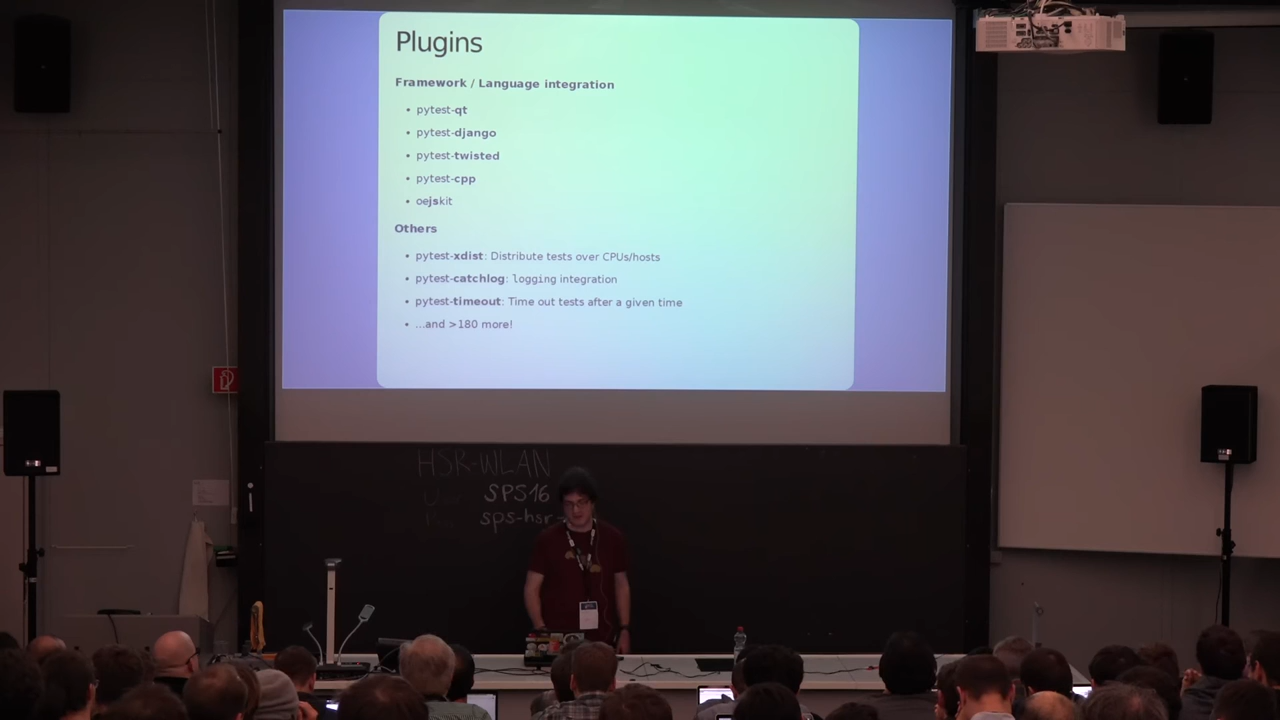 Plugins
Framework / Language integration
• pytest-qt
• pytest-django
• pytest-twisted
• pytest-cpp
• oejskit
Others
• pytest-xdist: Distribute tests over CPUs/hosts
• pytest-catchlog: logging integration
• pytest-timeout: Time out tests after a given time
• ...and >180 more!
HSR-WLAN
SPS16
sps-hsr-